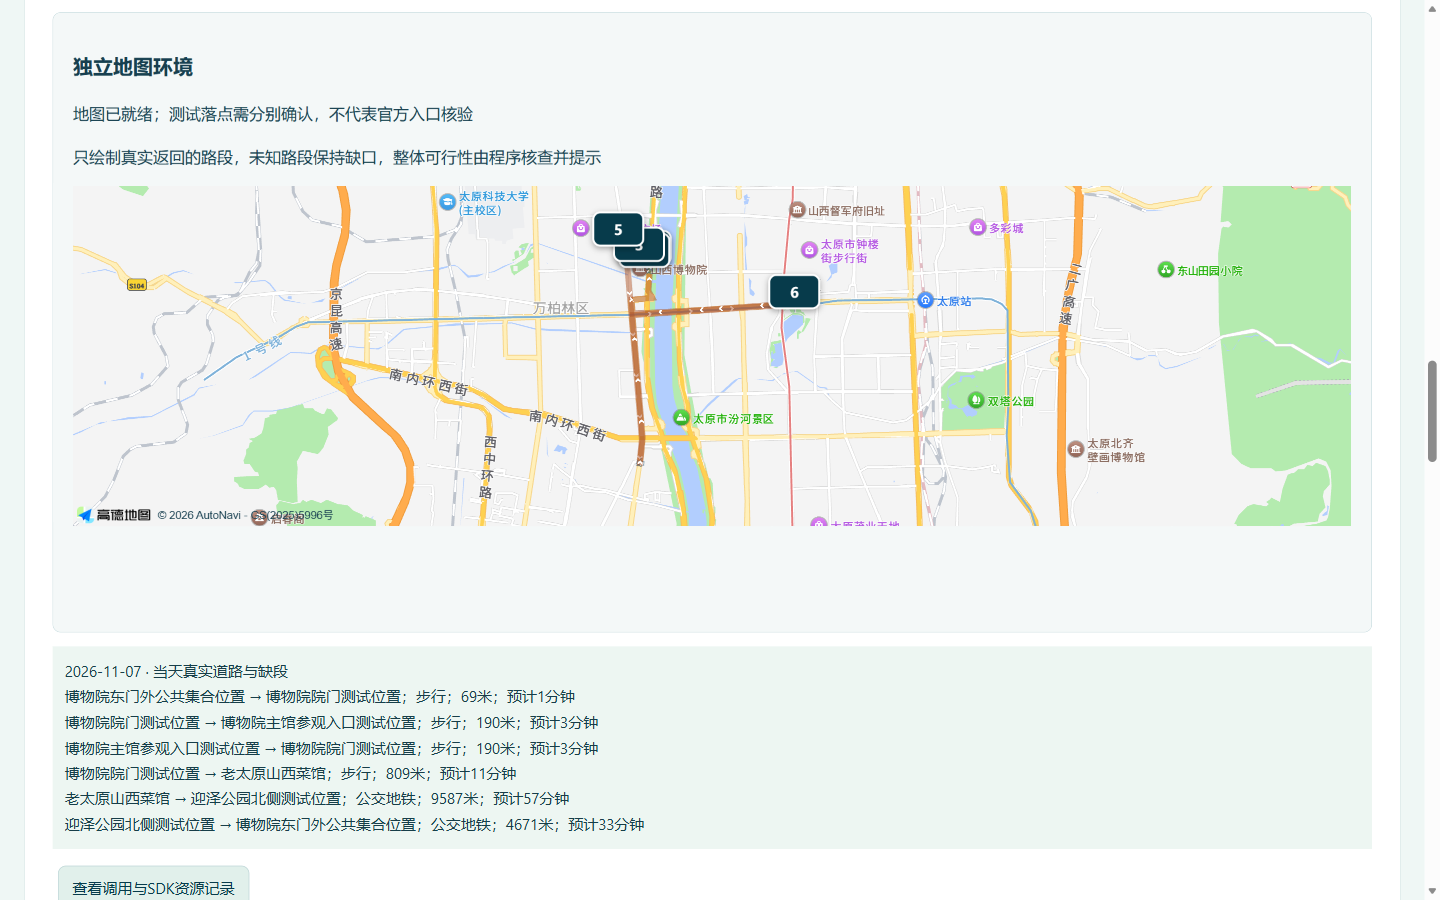 独立地图环境
地图已就绪；测试落点需分别确认，不代表官方入口核验
只绘制真实返回的路段，未知路段保持缺口，整体可行性由程序核查并提示
太原科技大学
(主校区)
路
山西督军府旧址
5
多彩城
太原市钟楼
街步行街
山西博物院
东山田园小院
S104
京昆高速
二广高速
6
太原站
万柏林区
1号线
南内环西街
南内环西街
双塔公园
太原市汾河景区
西中环路
太原北齐
壁画博物馆
高德地图
© 2026 AutoNavi - GS(2025)5996号
2026-11-07 · 当天真实道路与缺段
博物院东门外公共集合位置 → 博物院院门测试位置；步行；69米；预计1分钟
博物院院门测试位置 → 博物院主馆参观入口测试位置；步行；190米；预计3分钟
博物院主馆参观入口测试位置 → 博物院院门测试位置；步行；190米；预计3分钟
博物院院门测试位置 → 老太原山西菜馆；步行；809米；预计11分钟
老太原山西菜馆 → 迎泽公园北侧测试位置；公交地铁；9587米；预计57分钟
迎泽公园北侧测试位置 → 博物院东门外公共集合位置；公交地铁；4671米；预计33分钟
查看调用与SDK资源记录